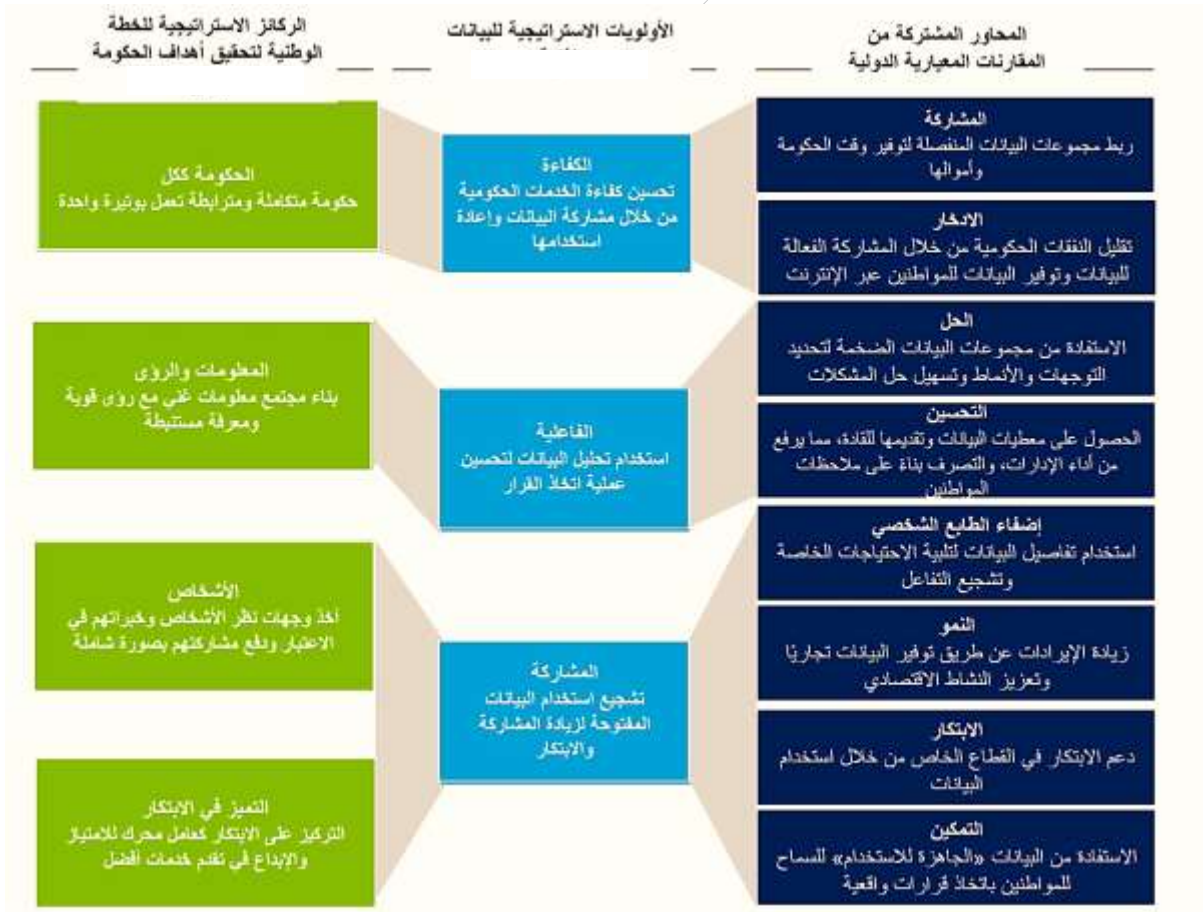 المحاور المشتركة من
المقارنات المعيارية الدولية
المشاركة
ربط مجموعات البيانات المنفصلة لتوفير وقت الحكومة
وأموالها
الادخار
تقليل النفقات الحكومية من خلال المشاركة الفعالة
للبيانات وتوفير البيانات للمواطنين عبر الإنترنت
الحل
الاستفادة من مجموعات البيانات الضخمة لتحديد
التوجهات والأنماط وتسهيل حل المشكلات
التحسين
الحصول على معطيات البيانات وتقديمها للقادة، مما يرفع
من أداء الإدارات، والتصرف بناءً على ملاحظات
المواطنين
إضفاء الطابع الشخصي
استخدام تفاصيل البيانات لتلبية الاحتياجات الخاصة
وتشجيع التفاعل
النمو
زيادة الإيرادات عن طريق توفير البيانات تجاريًا
وتعزيز النشاط الاقتصادي
الابتكار
دعم الابتكار في القطاع الخاص من خلال استخدام
البيانات
التمكين
الاستفادة من البيانات «الجاهزة للاستخدام» للسماح
للمواطنين باتخاذ قرارات واقعية
الأولويات الاستراتيجية للبيانات
الكفاءة
تحسين كفاءة الخدمات الحكومية
من خلال مشاركة البيانات وإعادة
استخدامها
الفاعلية
استخدام تحليل البيانات لتحسين
عملية اتخاذ القرار
المشاركة
تشجيع استخدام البيانات
المفتوحة لزيادة المشاركة
والابتكار
الركائز الاستراتيجية للخطة
الوطنية لتحقيق أهداف الحكومة
الحكومة ككل
حكومة متكاملة ومترابطة تعمل بوتيرة واحدة
المعلومات والرؤى
بناء مجتمع معلومات غني مع رؤى قوية
ومعرفة مستنبطة
الأشخاص
أخذ وجهات نظر الأشخاص وخبراتهم في
الاعتبار ودفع مشاركتهم بصورة شاملة
التميز في الابتكار
التركيز على الابتكار كعامل محرك للامتياز
والإبداع في تقدم خدمات أفضل